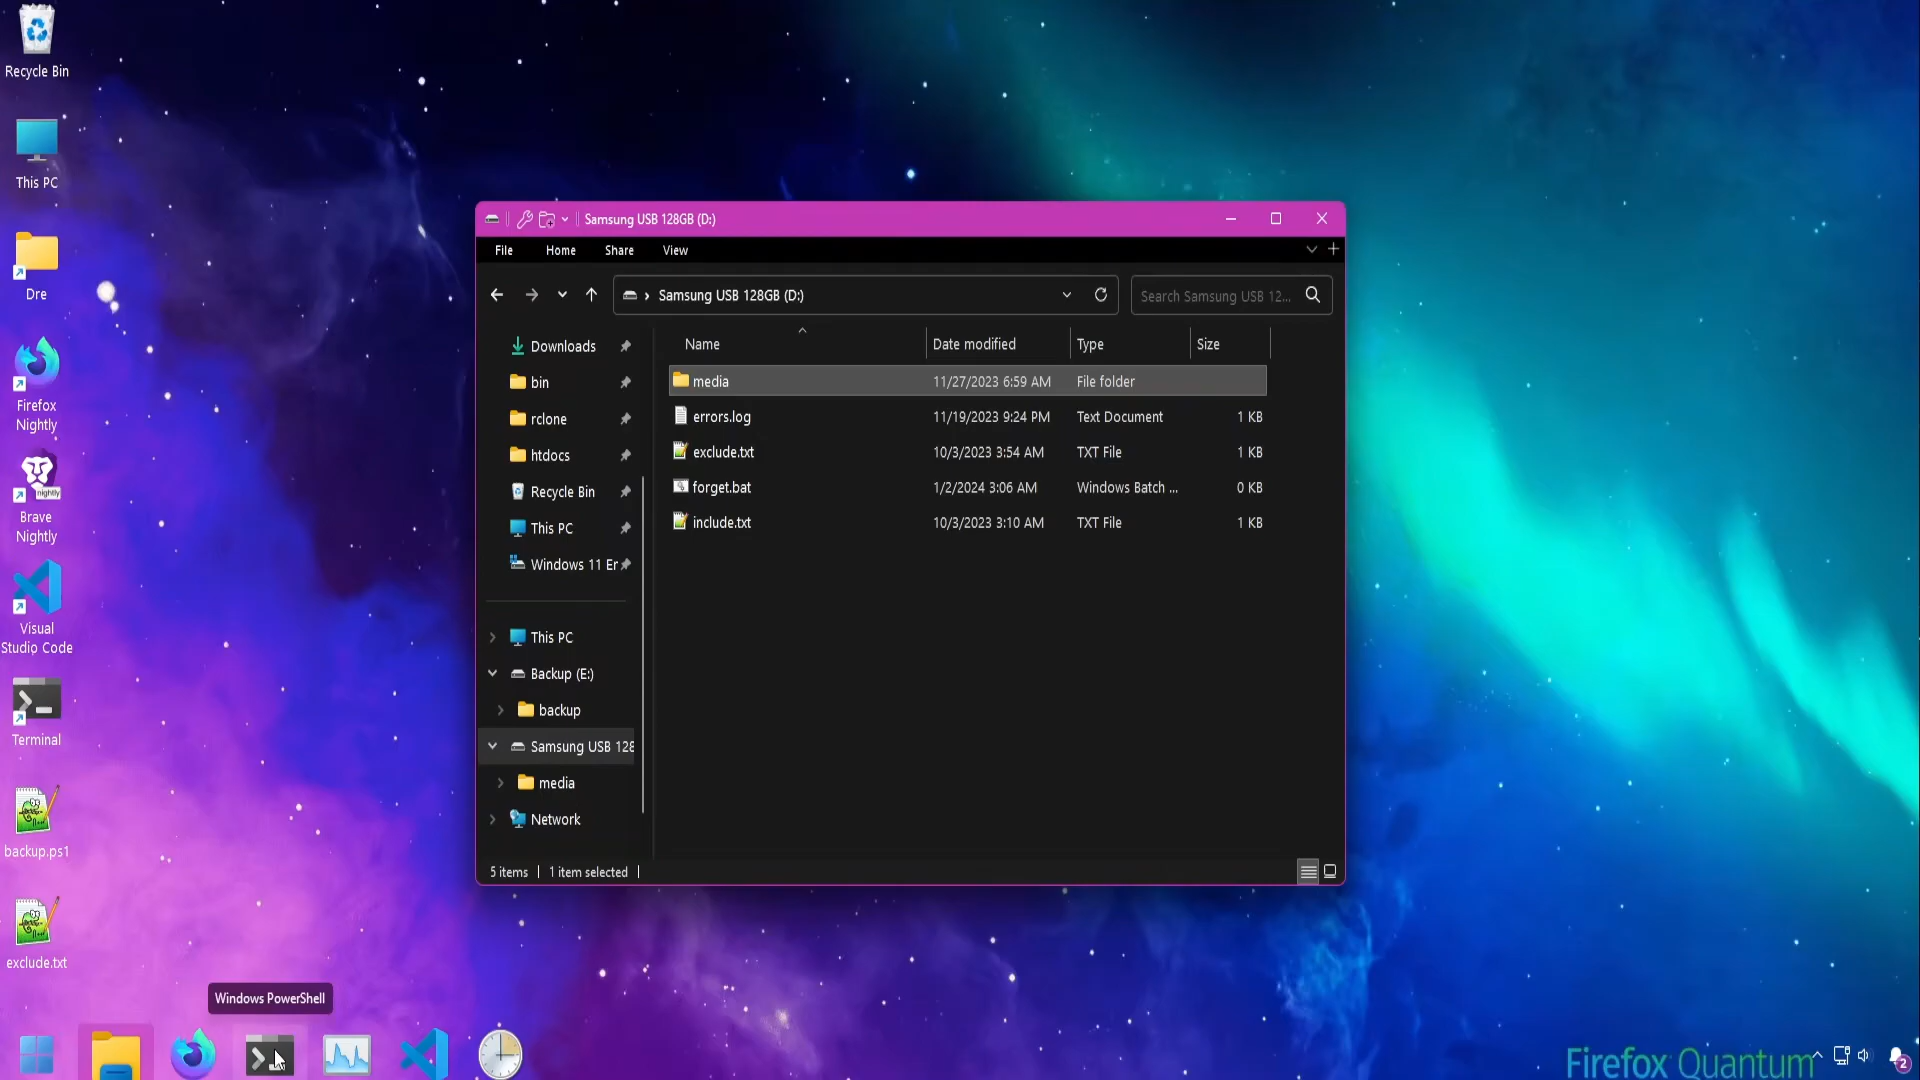 Recycle Bin
This PC
Dre
Firefox
Nightly
nightly
Brave
Nightly
Visual
Studio Code
Terminal
backup.ps1
exclude.txt
Samsung USB 128GB (D:)
File Home Share View
Samsung USB 128GB (D:)
Search Samsung USB 12...
Downloads
bin
rclone
htdocs
Recycle Bin
This PC
Windows 11 Er
This PC
Backup (E:)
backup
Samsung USB 128
media
Network
Name Date modified Type Size
media 11/27/2023 6:59 AM File folder
errors.log 11/19/2023 9:24 PM Text Document 1 KB
exclude.txt 10/3/2023 3:54 AM TXT File 1 KB
forget.bat 1/2/2024 3:06 AM Windows Batch ... 0 KB
include.txt 10/3/2023 3:10 AM TXT File 1 KB
5 items 1 item selected
Windows PowerShell
Firefox Quantum
2